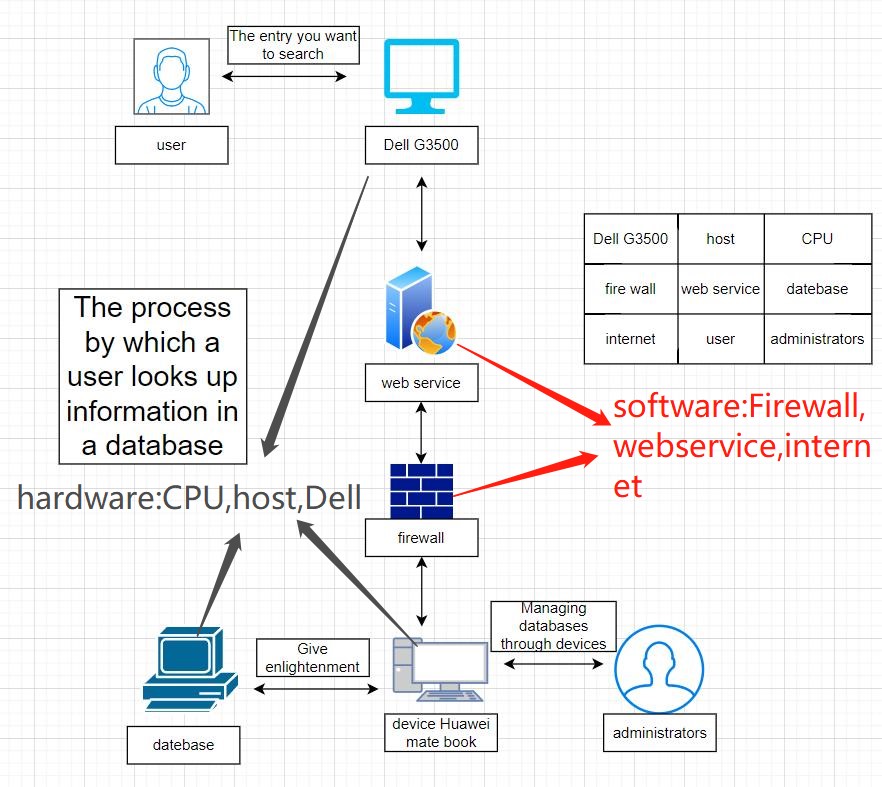 The entry you want
to search
user
Dell G3500
Dell G3500 host CPU
fire wall web service datebase
internet user administrators
The process
by which a
user looks up
information in
a database
web service
software:Firewall,
webservice,intern
et
hardware:CPU,host,Dell
firewall
Managing
databases
through devices
Give
enlightenment
datebase
device Huawei
mate book
administrators